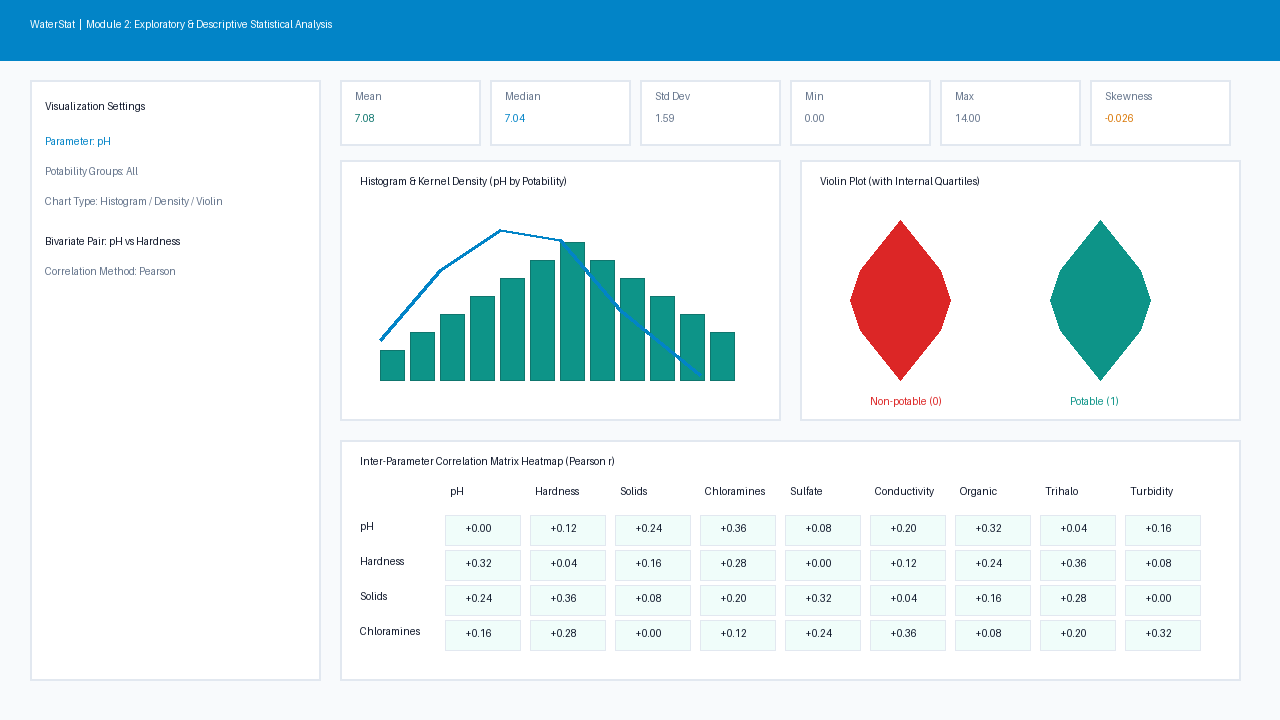 WaterStat | Module 2: Exploratory & Descriptive Statistical Analysis
Visualization Settings
Parameter: pH
Potability Groups: All
Chart Type: Histogram / Density / Violin
Bivariate Pair: pH vs Hardness
Correlation Method: Pearson
Mean
7.08
Median
7.04
Std Dev
1.59
Min
0.00
Max
14.00
Skewness
-0.026
Histogram & Kernel Density (pH by Potability)
Violin Plot (with Internal Quartiles)
Non-potable (0)
Potable (1)
Inter-Parameter Correlation Matrix Heatmap (Pearson r)
pH Hardness Solids Chloramines Sulfate Conductivity Organic Trihalo Turbidity
pH +0.00 +0.12 +0.24 +0.36 +0.08 +0.20 +0.32 +0.04 +0.16
Hardness +0.32 +0.04 +0.16 +0.28 +0.00 +0.12 +0.24 +0.36 +0.08
Solids +0.24 +0.36 +0.08 +0.20 +0.32 +0.04 +0.16 +0.28 +0.00
Chloramines +0.16 +0.28 +0.00 +0.12 +0.24 +0.36 +0.08 +0.20 +0.32